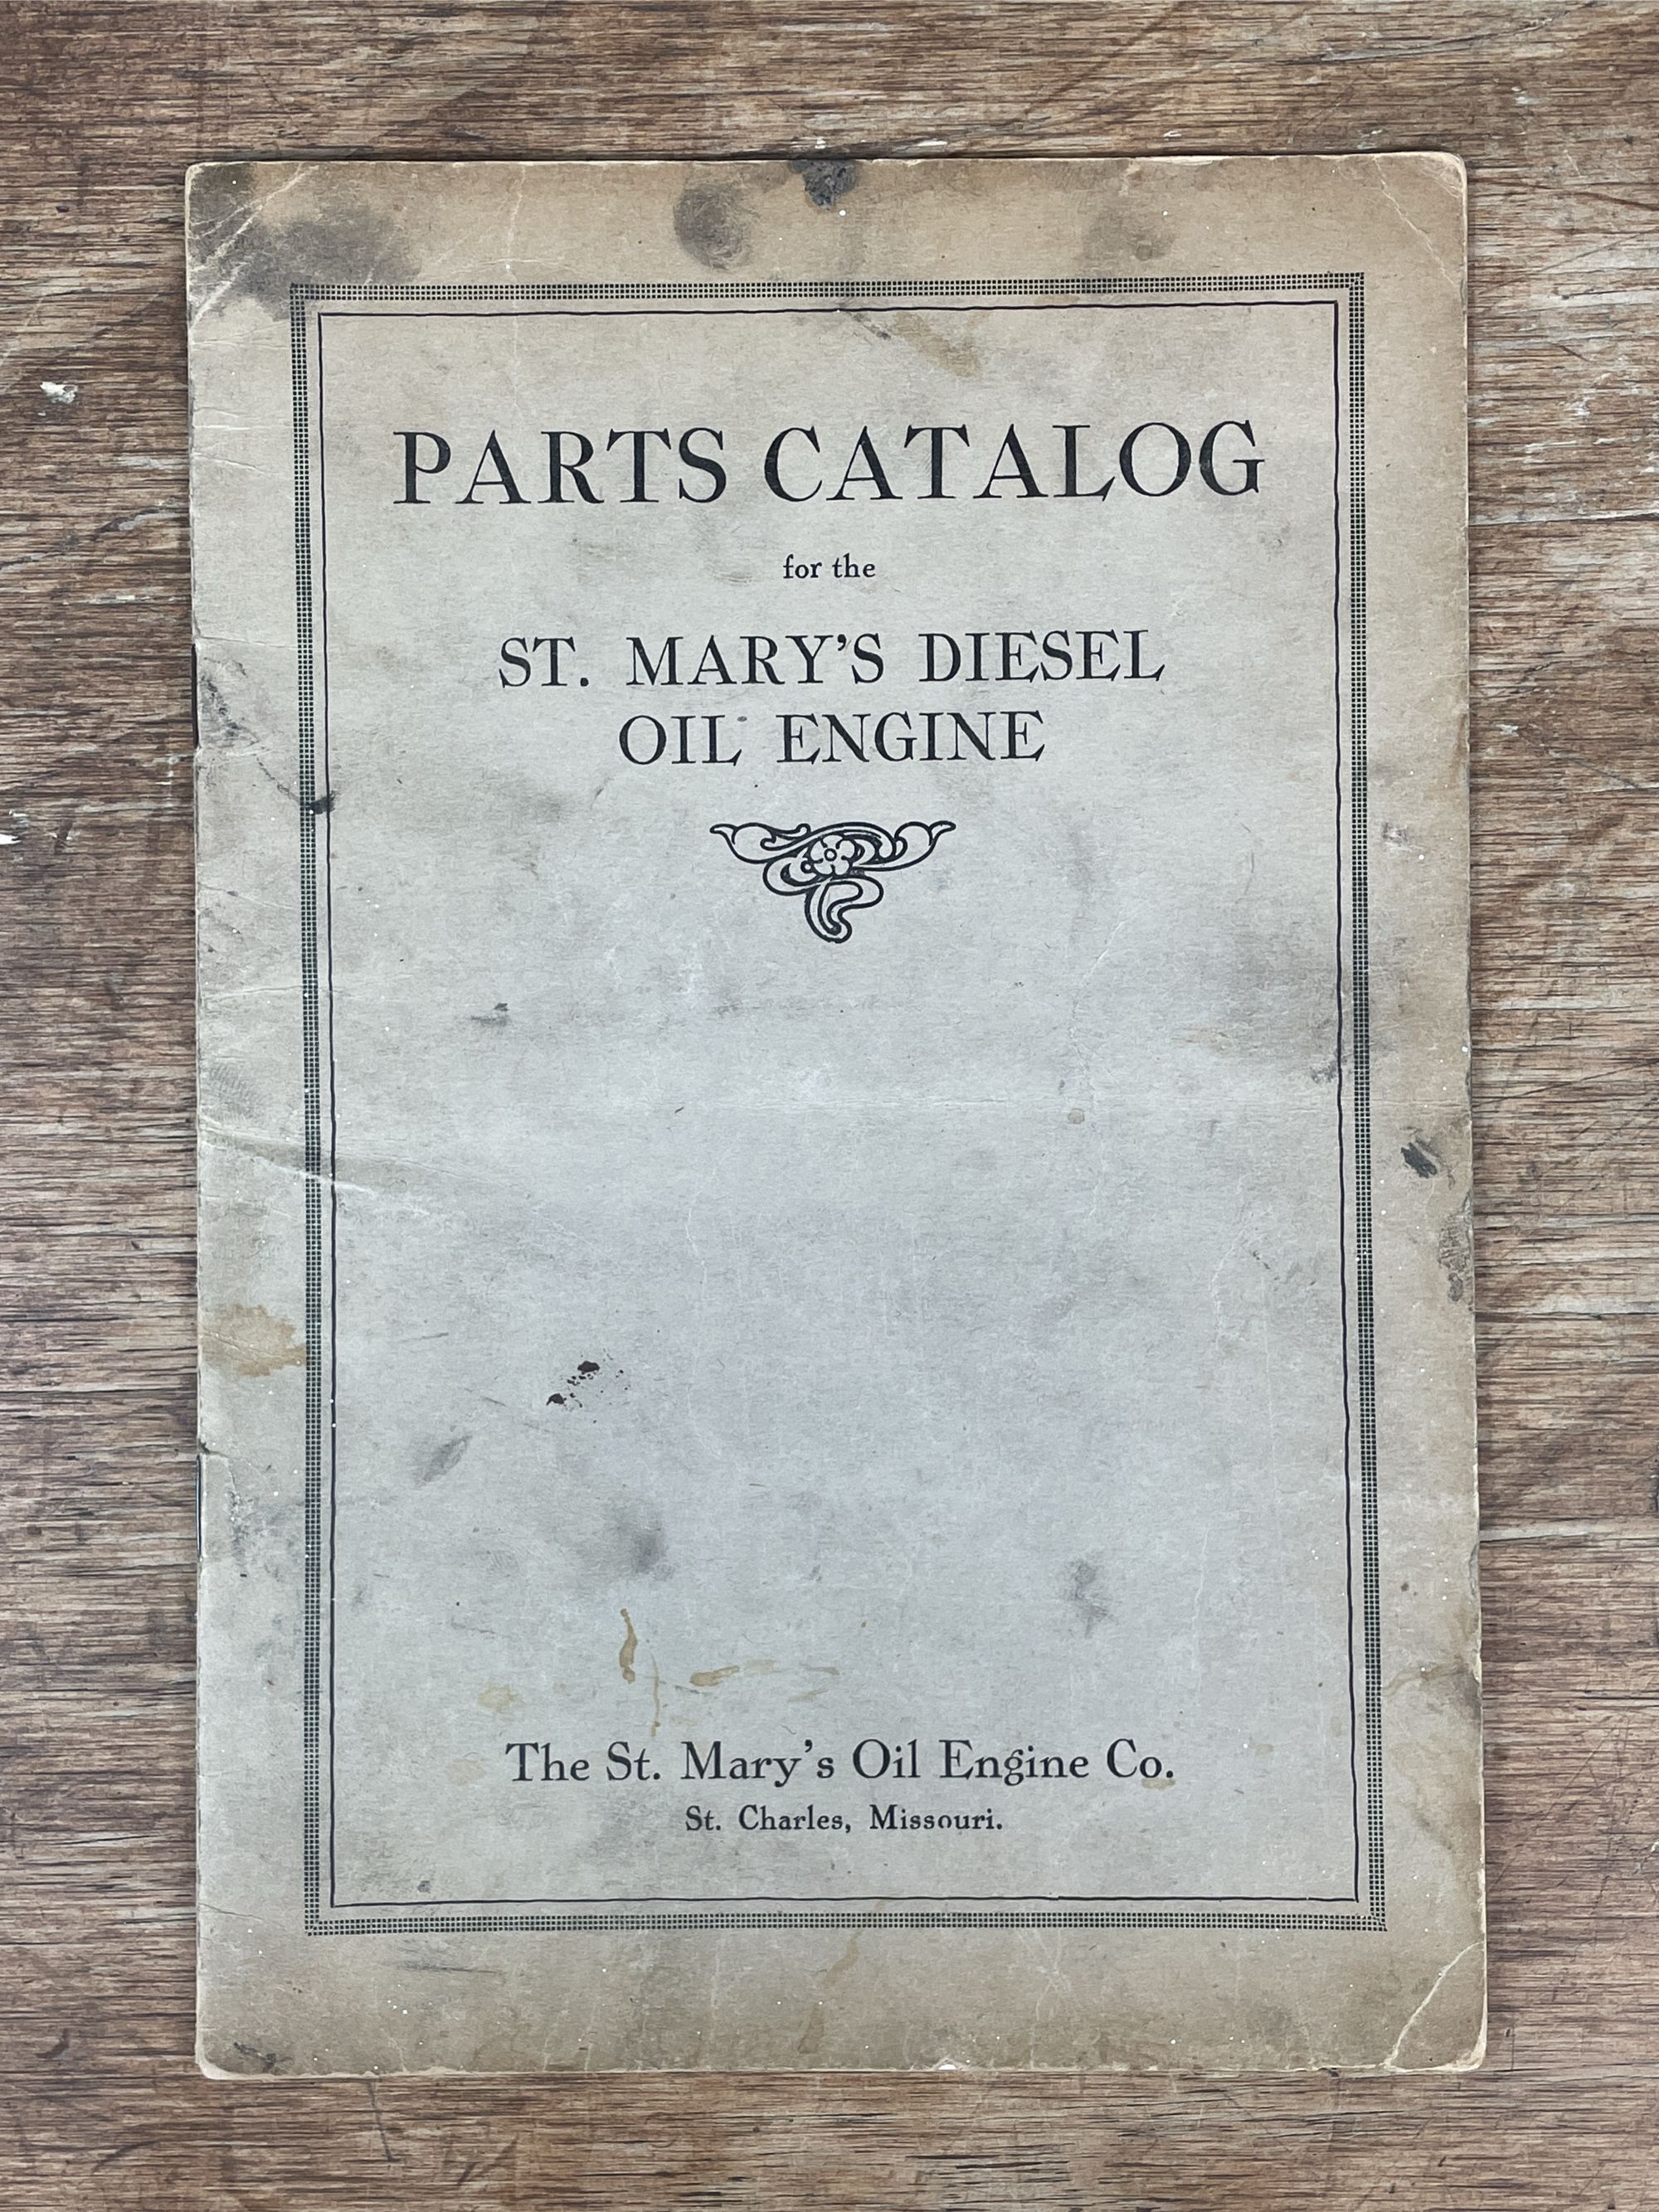 PARTS CATALOG
for the
ST. MARY'S DIESEL
OIL ENGINE
The St. Mary's Oil Engine Co.
St. Charles, Missouri.